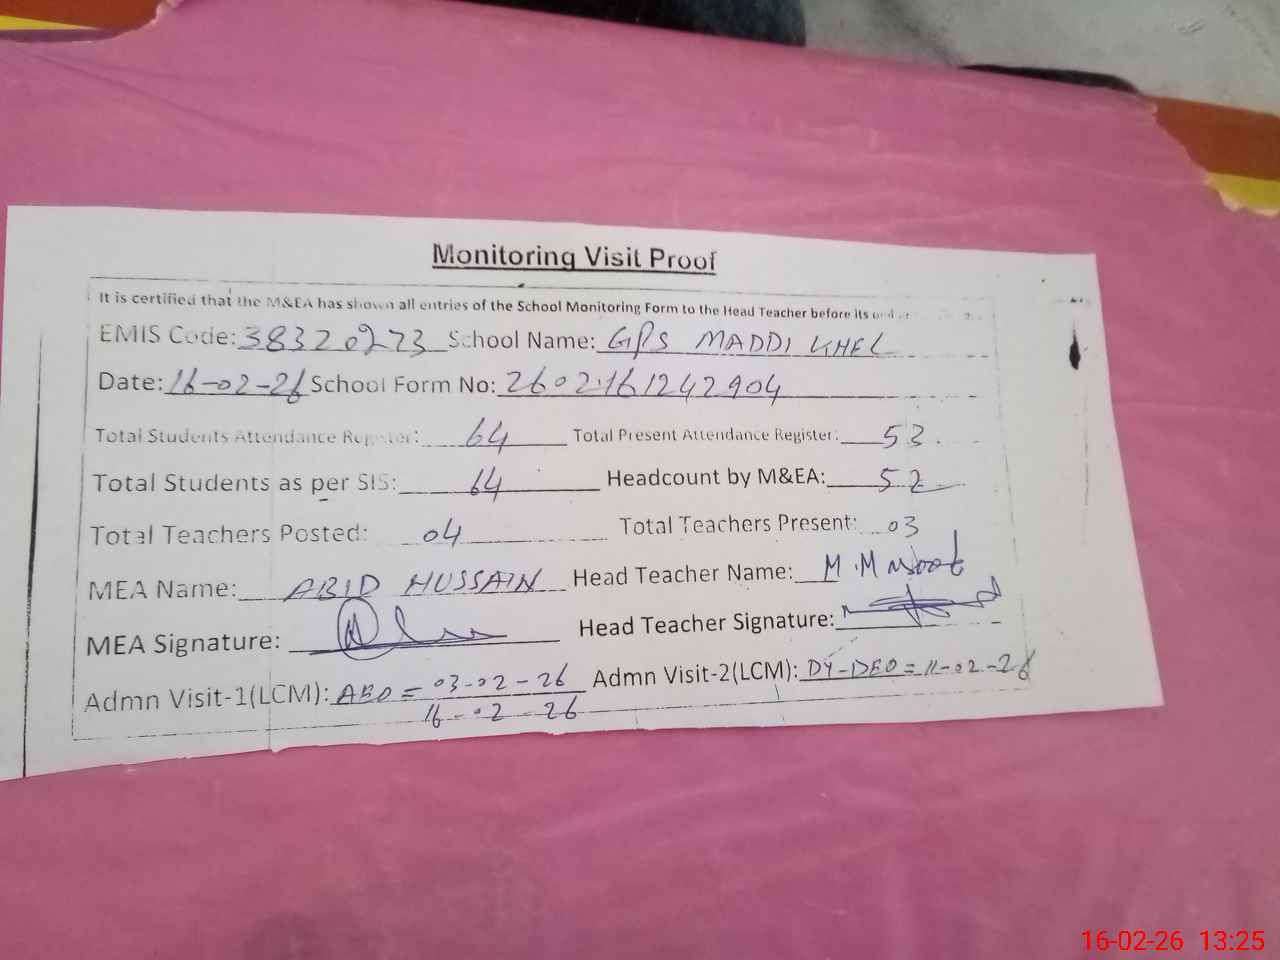 Monitoring Visit Proof
It is certified that the M&EA has shown all entries of the School Monitoring Form to the Head Teacher before its
EMIS Code: 38320273 School Name: GPS MADDI KHEL
Date: 16-02-26 School Form No: 2602161242904
Total Students Attendance Register: 64 Total Present Attendance Register: 53
Total Students as per SIS: 64 Headcount by M&EA: 52
Total Teachers Posted: 04 Total Teachers Present: 03
MEA Name: ABID HUSSAIN Head Teacher Name: M.M
MEA Signature: Head Teacher Signature:
Admn Visit-1(LCM): AEO = 03-02-26 Admn Visit-2(LCM): DY-DEO = 11-02-26
16-02-26
16-02-26 13:25